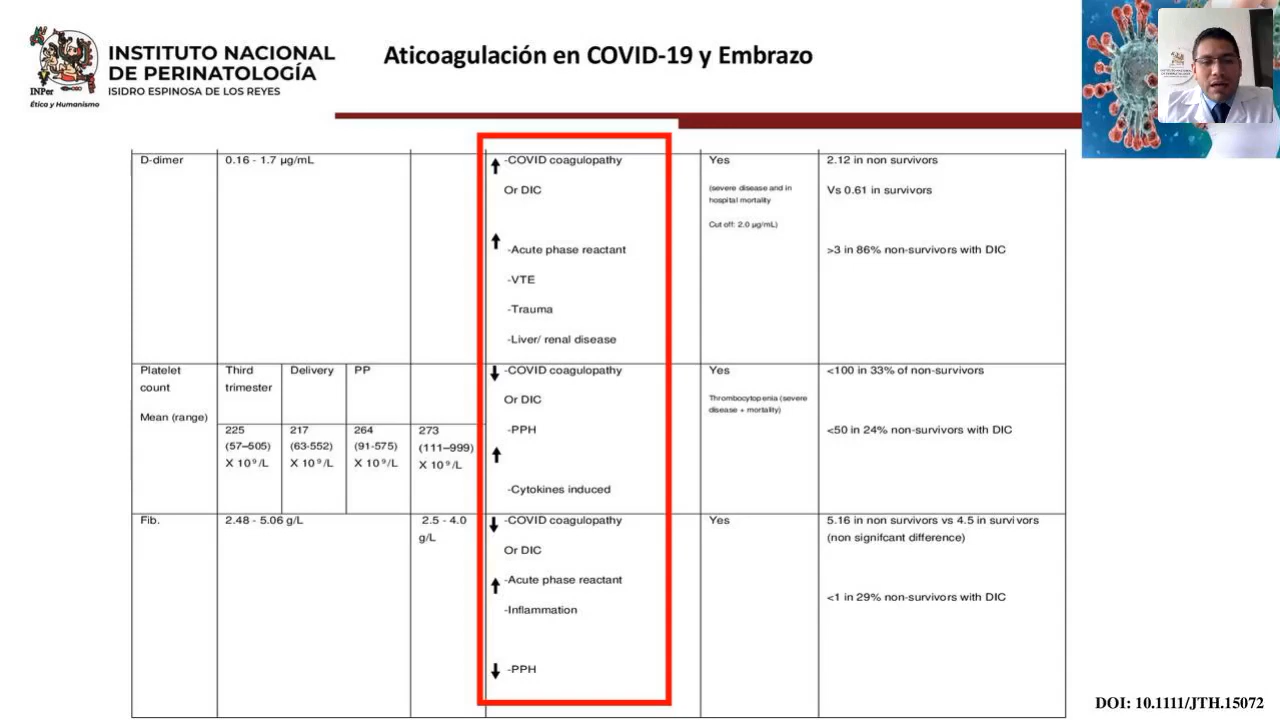 INSTITUTO NACIONAL
DE PERINATOLOGÍA
ISIDRO ESPINOSA DE LOS REYES
INPer
Ética y Humanismo
Aticoagulación en COVID-19 y Embrazo
D-dimer
0.16 - 1.7 µg/mL
-COVID coagulopathy
Or DIC
-Acute phase reactant
-VTE
-Trauma
-Liver/ renal disease
Yes
(severe disease and in
hospital mortality
Cut off: 2.0 µg/mL)
2.12 in non survivors
Vs 0.61 in survivors
>3 in 86% non-survivors with DIC
Platelet
count
Mean (range)
Third
trimester
Delivery
PP
225
(57–505)
X 10⁹/L
217
(63-552)
X 10⁹/L
264
(91-575)
X 10⁹/L
273
(111–999)
X 10⁹/L
-COVID coagulopathy
Or DIC
-PPH
-Cytokines induced
Yes
Thrombocytopenia (severe
disease + mortality)
<100 in 33% of non-survivors
<50 in 24% non-survivors with DIC
Fib.
2.48 - 5.06 g/L
2.5 - 4.0
g/L
-COVID coagulopathy
Or DIC
-Acute phase reactant
-Inflammation
-PPH
Yes
5.16 in non survivors vs 4.5 in survivors
(non signifcant difference)
<1 in 29% non-survivors with DIC
DOI: 10.1111/JTH.15072